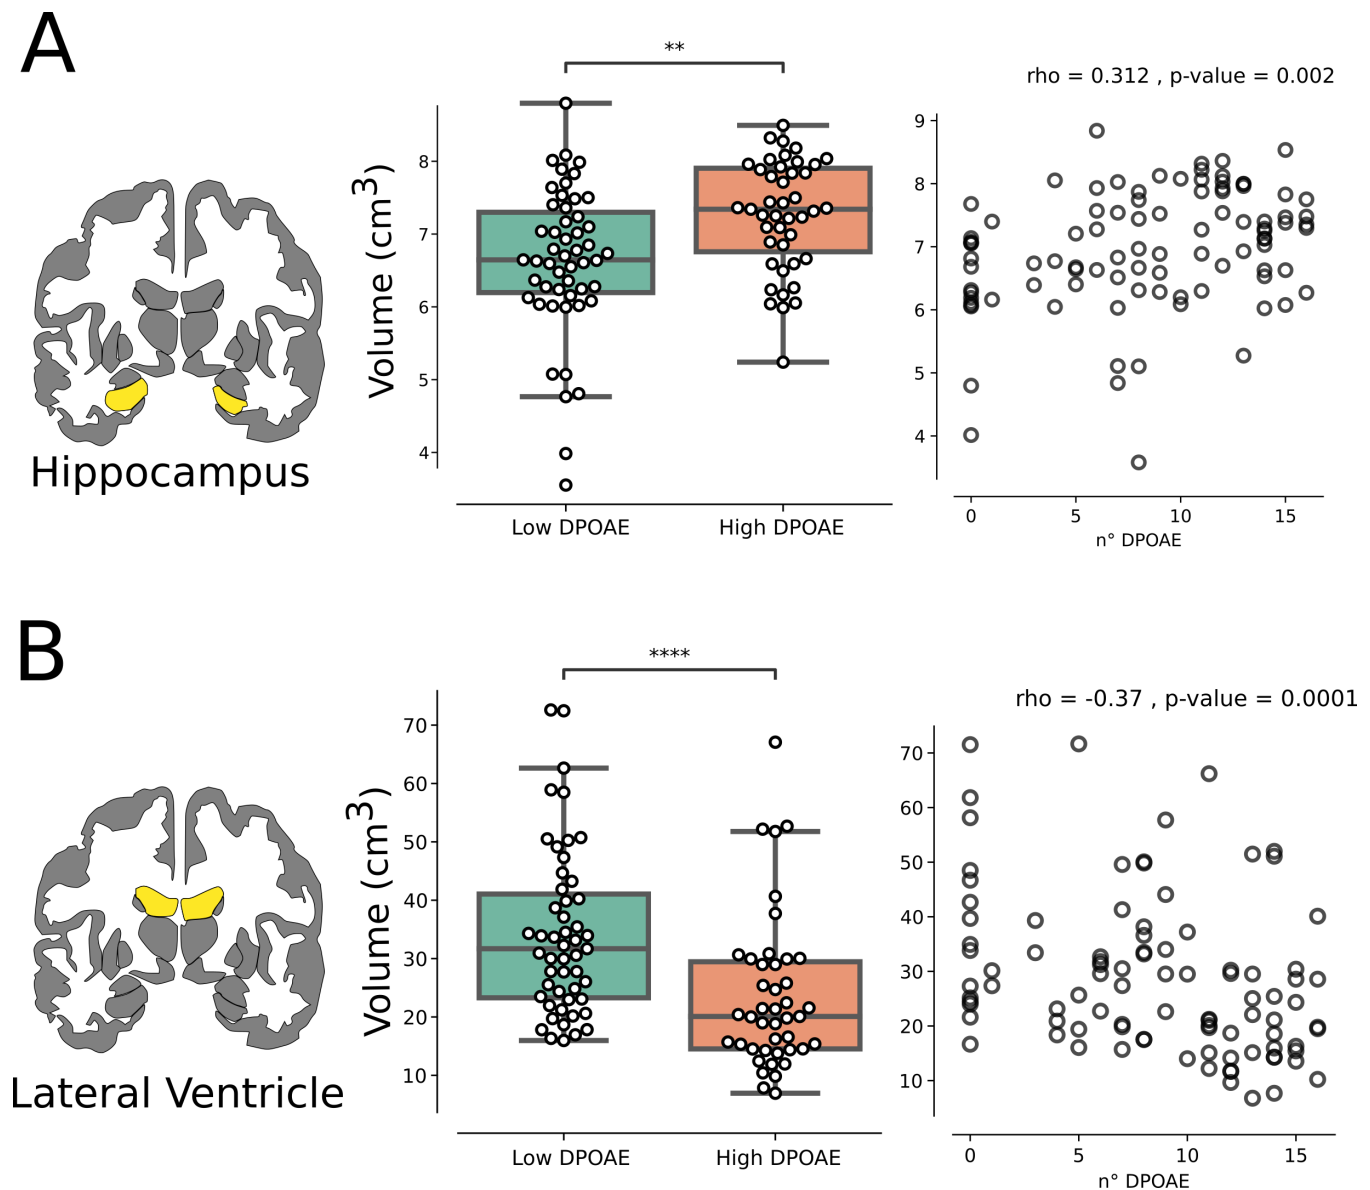 A
**
rho = 0.312 , p-value = 0.002
Volume (cm³)
8
7
6
5
4
Low DPOAE
High DPOAE
9
8
7
6
5
4
0
5
10
15
n° DPOAE
Hippocampus
B
****
rho = -0.37 , p-value = 0.0001
Volume (cm³)
70
60
50
40
30
20
10
Low DPOAE
High DPOAE
70
60
50
40
30
20
10
0
5
10
15
n° DPOAE
Lateral Ventricle